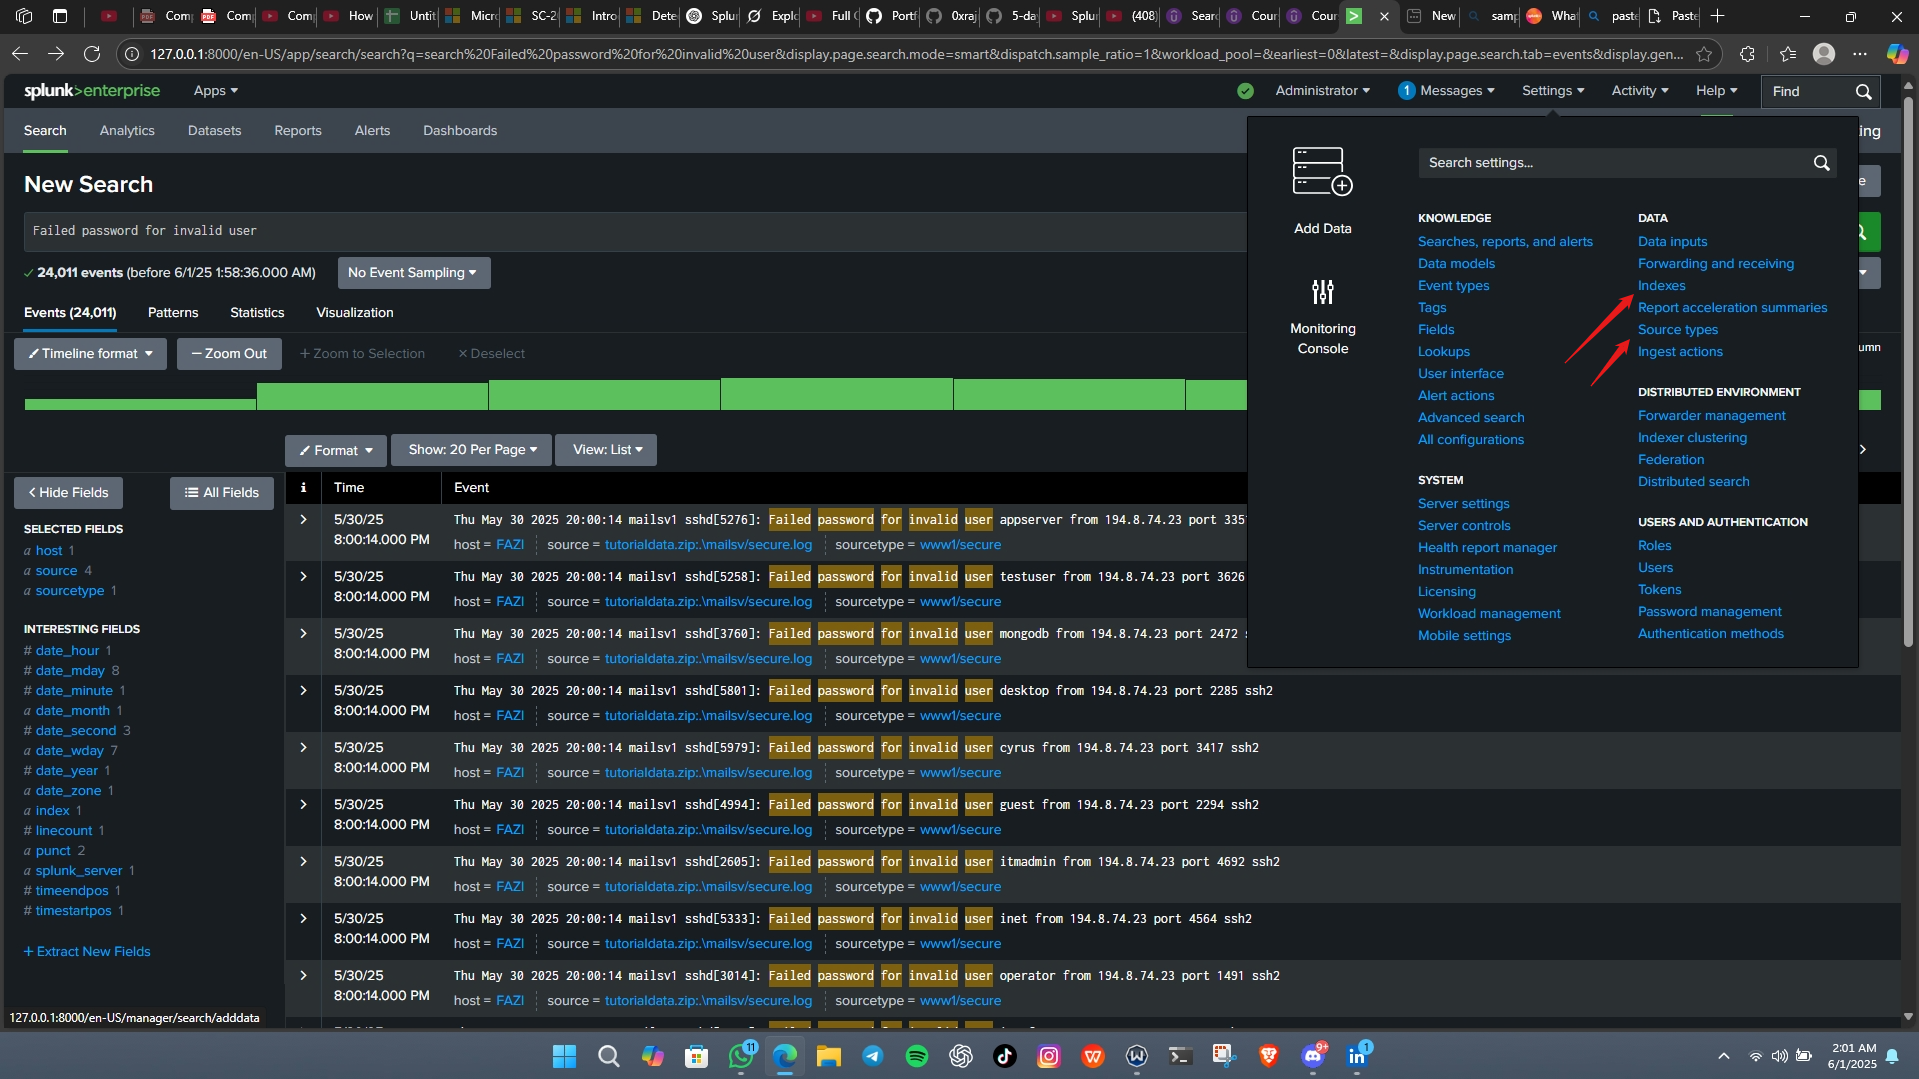 Com
Com
Com
How
Untit
Micr
SC-2
Intro
Dete
Splur
Explo
Full C
Portf
0xraj
5-da
Splur
(408)
Sear
Cour
Cour
New
samp
What
paste
Paste
127.0.0.1:8000/en-US/app/search/search?q=search%20Failed%20password%20for%20invalid%20user&display.page.search.mode=smart&dispatch.sample_ratio=1&workload_pool=&earliest=0&latest=&display.page.search.tab=events&display.gen...
splunk>enterprise
Apps
Administrator
1 Messages
Settings
Activity
Help
Find
Search
Analytics
Datasets
Reports
Alerts
Dashboards
ing
New Search
e
Failed password for invalid user
24,011 events (before 6/1/25 1:58:36.000 AM)
No Event Sampling
Events (24,011)
Patterns
Statistics
Visualization
Timeline format
– Zoom Out
+ Zoom to Selection
× Deselect
umn
Format
Show: 20 Per Page
View: List
< Hide Fields
All Fields
i
Time
Event
SELECTED FIELDS
a host 1
a source 4
a sourcetype 1
INTERESTING FIELDS
# date_hour 1
# date_mday 8
# date_minute 1
a date_month 1
# date_second 3
a date_wday 7
# date_year 1
a date_zone 1
a index 1
# linecount 1
a punct 2
a splunk_server 1
# timeendpos 1
# timestartpos 1
+ Extract New Fields
5/30/25
8:00:14.000 PM
Thu May 30 2025 20:00:14 mailsv1 sshd[5276]: Failed password for invalid user appserver from 194.8.74.23 port 3351
host = FAZI
source = tutorialdata.zip:.\mailsv/secure.log
sourcetype = www1/secure
5/30/25
8:00:14.000 PM
Thu May 30 2025 20:00:14 mailsv1 sshd[5258]: Failed password for invalid user testuser from 194.8.74.23 port 3626
host = FAZI
source = tutorialdata.zip:.\mailsv/secure.log
sourcetype = www1/secure
5/30/25
8:00:14.000 PM
Thu May 30 2025 20:00:14 mailsv1 sshd[3760]: Failed password for invalid user mongodb from 194.8.74.23 port 2472 s
host = FAZI
source = tutorialdata.zip:.\mailsv/secure.log
sourcetype = www1/secure
5/30/25
8:00:14.000 PM
Thu May 30 2025 20:00:14 mailsv1 sshd[5801]: Failed password for invalid user desktop from 194.8.74.23 port 2285 ssh2
host = FAZI
source = tutorialdata.zip:.\mailsv/secure.log
sourcetype = www1/secure
5/30/25
8:00:14.000 PM
Thu May 30 2025 20:00:14 mailsv1 sshd[5979]: Failed password for invalid user cyrus from 194.8.74.23 port 3417 ssh2
host = FAZI
source = tutorialdata.zip:.\mailsv/secure.log
sourcetype = www1/secure
5/30/25
8:00:14.000 PM
Thu May 30 2025 20:00:14 mailsv1 sshd[4994]: Failed password for invalid user guest from 194.8.74.23 port 2294 ssh2
host = FAZI
source = tutorialdata.zip:.\mailsv/secure.log
sourcetype = www1/secure
5/30/25
8:00:14.000 PM
Thu May 30 2025 20:00:14 mailsv1 sshd[2605]: Failed password for invalid user itmadmin from 194.8.74.23 port 4692 ssh2
host = FAZI
source = tutorialdata.zip:.\mailsv/secure.log
sourcetype = www1/secure
5/30/25
8:00:14.000 PM
Thu May 30 2025 20:00:14 mailsv1 sshd[5333]: Failed password for invalid user inet from 194.8.74.23 port 4564 ssh2
host = FAZI
source = tutorialdata.zip:.\mailsv/secure.log
sourcetype = www1/secure
5/30/25
8:00:14.000 PM
Thu May 30 2025 20:00:14 mailsv1 sshd[3014]: Failed password for invalid user operator from 194.8.74.23 port 1491 ssh2
host = FAZI
source = tutorialdata.zip:.\mailsv/secure.log
sourcetype = www1/secure
Add Data
Monitoring
Console
Search settings...
KNOWLEDGE
Searches, reports, and alerts
Data models
Event types
Tags
Fields
Lookups
User interface
Alert actions
Advanced search
All configurations
SYSTEM
Server settings
Server controls
Health report manager
Instrumentation
Licensing
Workload management
Mobile settings
DATA
Data inputs
Forwarding and receiving
Indexes
Report acceleration summaries
Source types
Ingest actions
DISTRIBUTED ENVIRONMENT
Forwarder management
Indexer clustering
Federation
Distributed search
USERS AND AUTHENTICATION
Roles
Users
Tokens
Password management
Authentication methods
127.0.0.1:8000/en-US/manager/search/adddata
11
9+
1
2:01 AM
6/1/2025